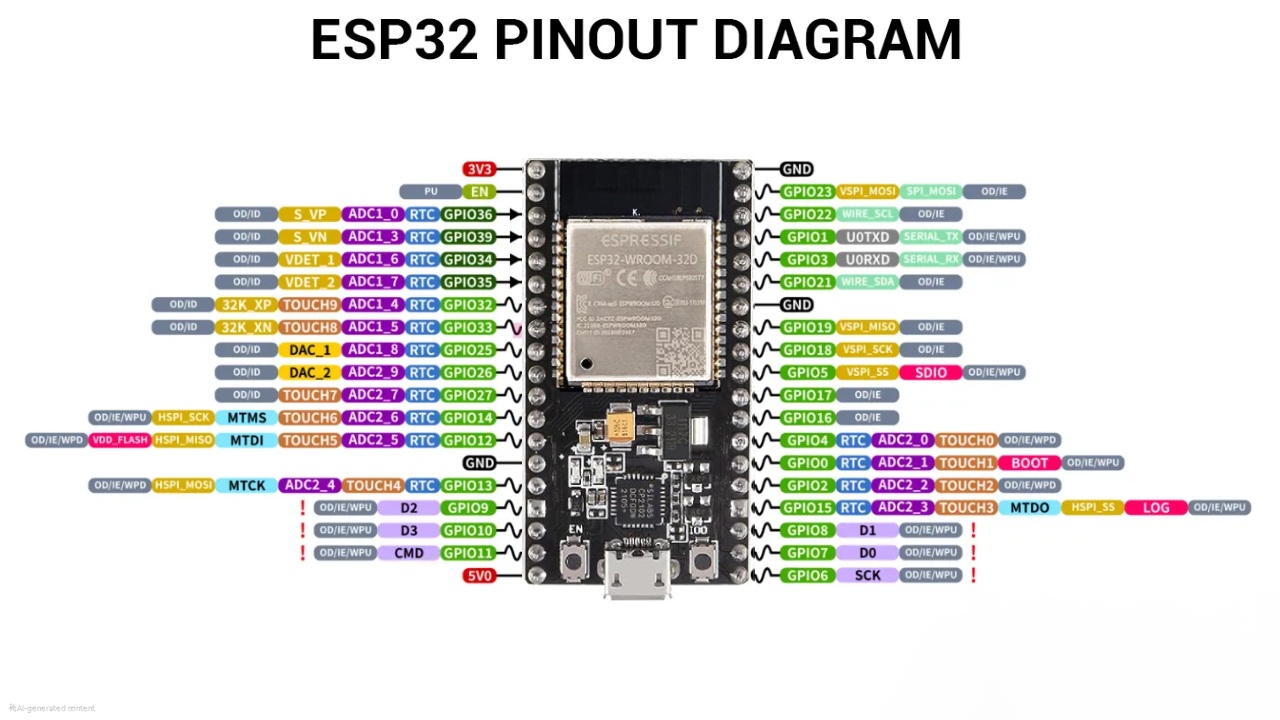 ESP32 PINOUT DIAGRAM
3V3 GND
PU EN GPIO23 VSPI_MOSI SPI_MOSI OD/IE
OD/ID S_VP ADC1_0 RTC GPIO36 GPIO22 WIRE_SCL OD/IE
OD/ID S_VN ADC1_3 RTC GPIO39 GPIO1 U0TXD SERIAL_TX OD/IE/WPU
OD/ID VDET_1 ADC1_6 RTC GPIO34 GPIO3 U0RXD SERIAL_RX OD/IE/WPU
OD/ID VDET_2 ADC1_7 RTC GPIO35 GPIO21 WIRE_SDA OD/IE
OD/ID 32K_XP TOUCH9 ADC1_4 RTC GPIO32 GND
OD/ID 32K_XN TOUCH8 ADC1_5 RTC GPIO33 GPIO19 VSPI_MISO OD/IE
OD/ID DAC_1 ADC1_8 RTC GPIO25 GPIO18 VSPI_SCK OD/IE
OD/ID DAC_2 ADC2_9 RTC GPIO26 GPIO5 VSPI_SS SDIO OD/IE/WPU
OD/ID TOUCH7 ADC2_7 RTC GPIO27 GPIO17 OD/IE
OD/IE/WPU HSPI_SCK MTMS TOUCH6 ADC2_6 RTC GPIO14 GPIO16 OD/IE
OD/IE/WPD VDD_FLASH HSPI_MISO MTDI TOUCH5 ADC2_5 RTC GPIO12 GPIO4 RTC ADC2_0 TOUCH0 OD/IE/WPD
GND GPIO0 RTC ADC2_1 TOUCH1 BOOT OD/IE/WPU
OD/IE/WPD HSPI_MOSI MTCK ADC2_4 TOUCH4 RTC GPIO13 GPIO2 RTC ADC2_2 TOUCH2 OD/IE/WPD
! OD/IE/WPU D2 GPIO9 GPIO15 RTC ADC2_3 TOUCH3 MTDO HSPI_SS LOG OD/IE/WPU
! OD/IE/WPU D3 GPIO10 GPIO8 D1 OD/IE/WPU !
! OD/IE/WPU CMD GPIO11 GPIO7 D0 OD/IE/WPU !
5V0 GPIO6 SCK OD/IE/WPU !
K.
ESPRESSIF
ESP32-WROOM-32D
WiFi CE
EN IO0
AI-generated content